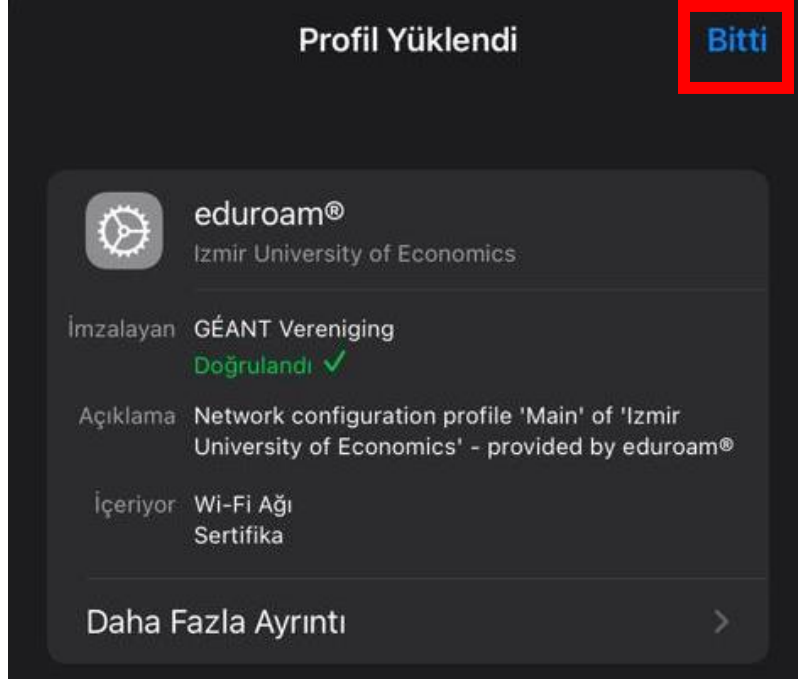 Profil Yüklendi
Bitti
eduroam®
Izmir University of Economics
İmzalayan GÉANT Vereniging
Doğrulandı ✓
Açıklama Network configuration profile 'Main' of 'Izmir
University of Economics' - provided by eduroam®
İçeriyor Wi-Fi Ağı
Sertifika
Daha Fazla Ayrıntı